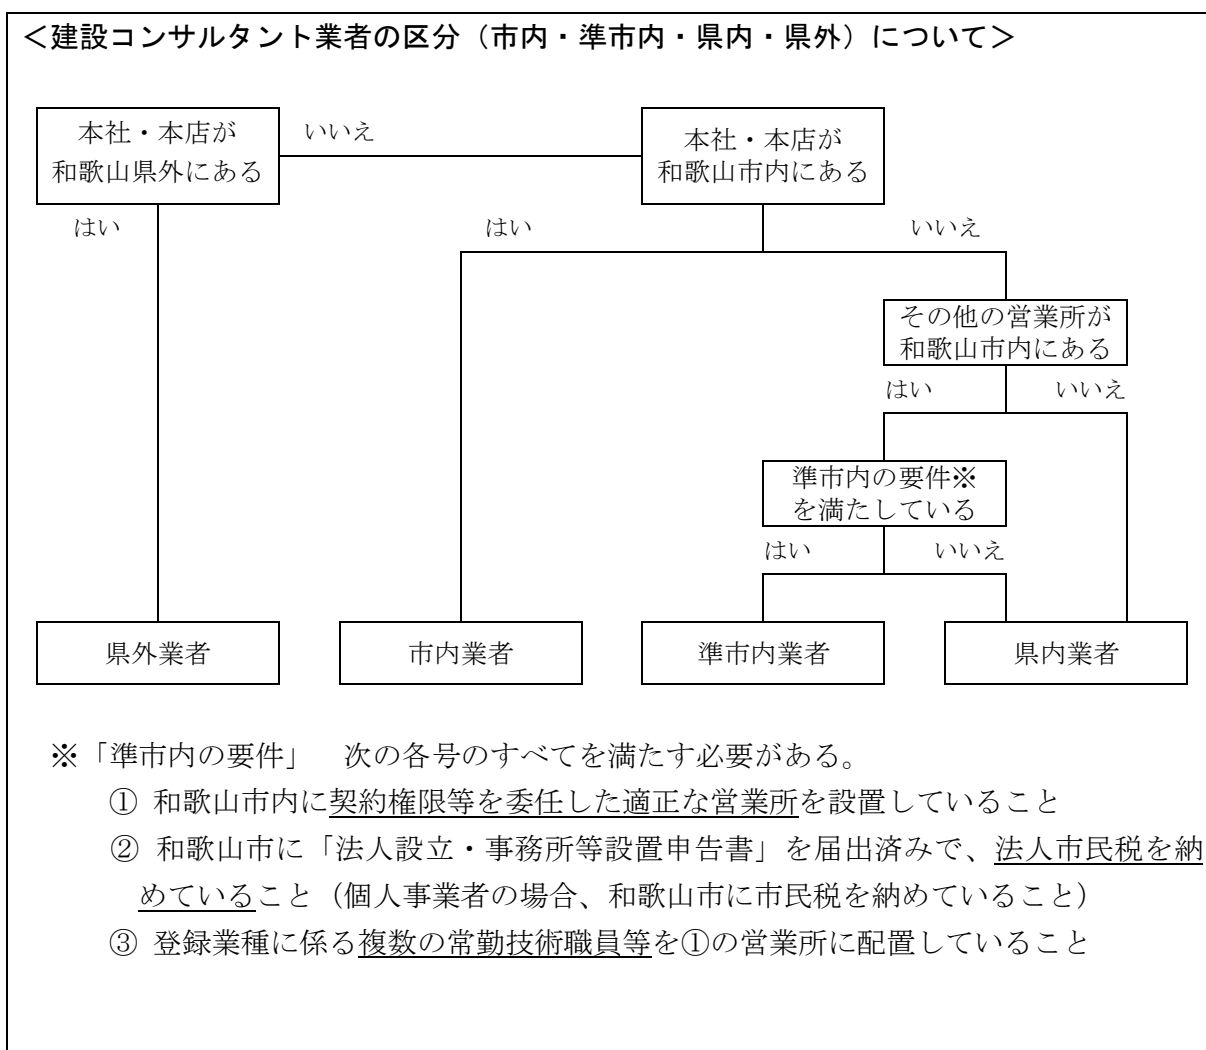 ＜建設コンサルタント業者の区分（市内・準市内・県内・県外）について＞
本社・本店が
和歌山県外にある
いいえ
本社・本店が
和歌山市内にある
はい
はい
いいえ
その他の営業所が
和歌山市内にある
はい
いいえ
準市内の要件※
を満たしている
はい
いいえ
県外業者
市内業者
準市内業者
県内業者
※「準市内の要件」　次の各号のすべてを満たす必要がある。
① 和歌山市内に契約権限等を委任した適正な営業所を設置していること
② 和歌山市に「法人設立・事務所等設置申告書」を届出済みで、法人市民税を納
めていること（個人事業者の場合、和歌山市に市民税を納めていること）
③ 登録業種に係る複数の常勤技術職員等を①の営業所に配置していること